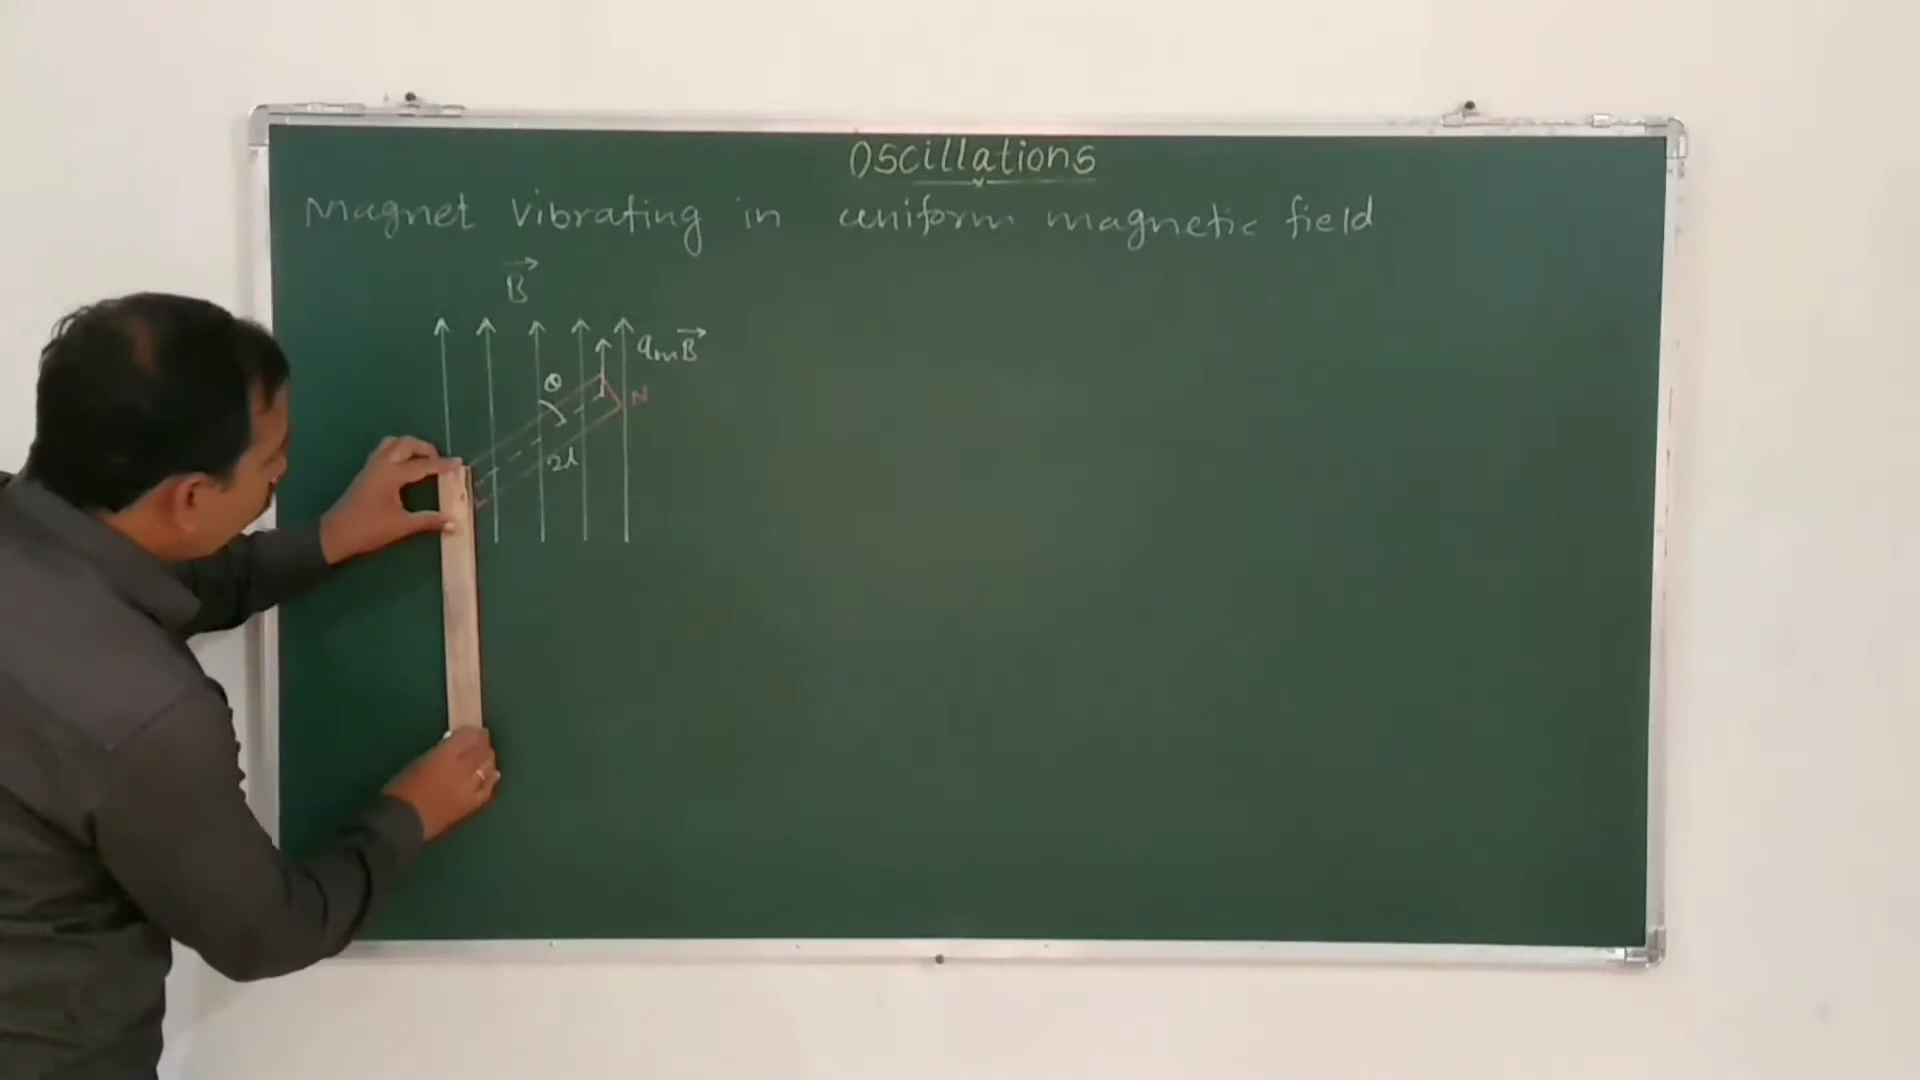 Oscillations
Magnet vibrating in uniform magnetic field
B
qmB
θ
N
2l